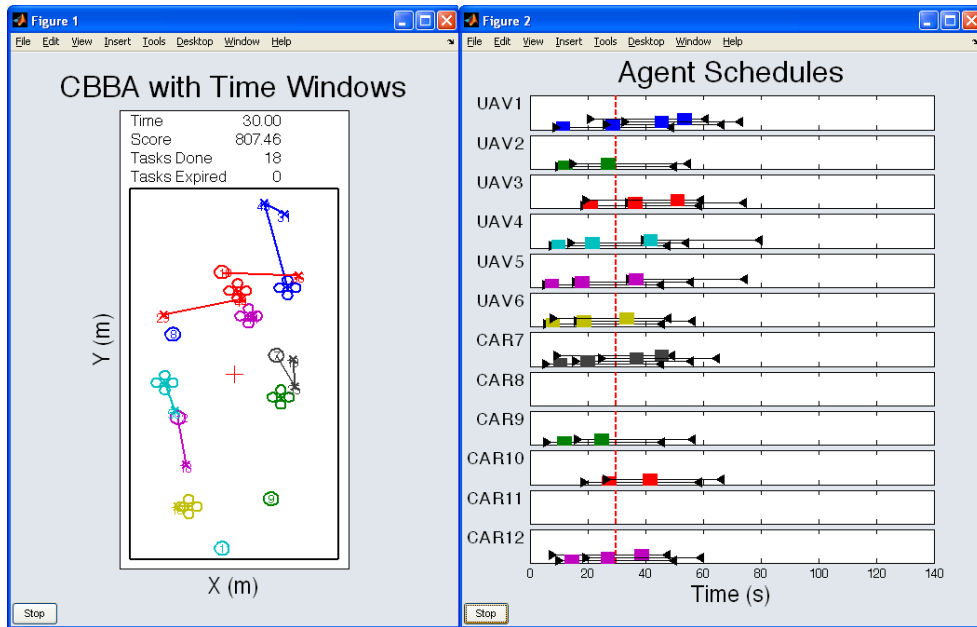 Figure 1
File Edit View Insert Tools Desktop Window Help
CBBA with Time Windows
Time 30.00
Score 807.46
Tasks Done 18
Tasks Expired 0
8
7
9
Y (m)
X (m)
Stop
Figure 2
File Edit View Insert Tools Desktop Window Help
Agent Schedules
UAV1
UAV2
UAV3
UAV4
UAV5
UAV6
CAR7
CAR8
CAR9
CAR10
CAR11
CAR12
0 20 40 60 80 100 120 140
Time (s)
Stop